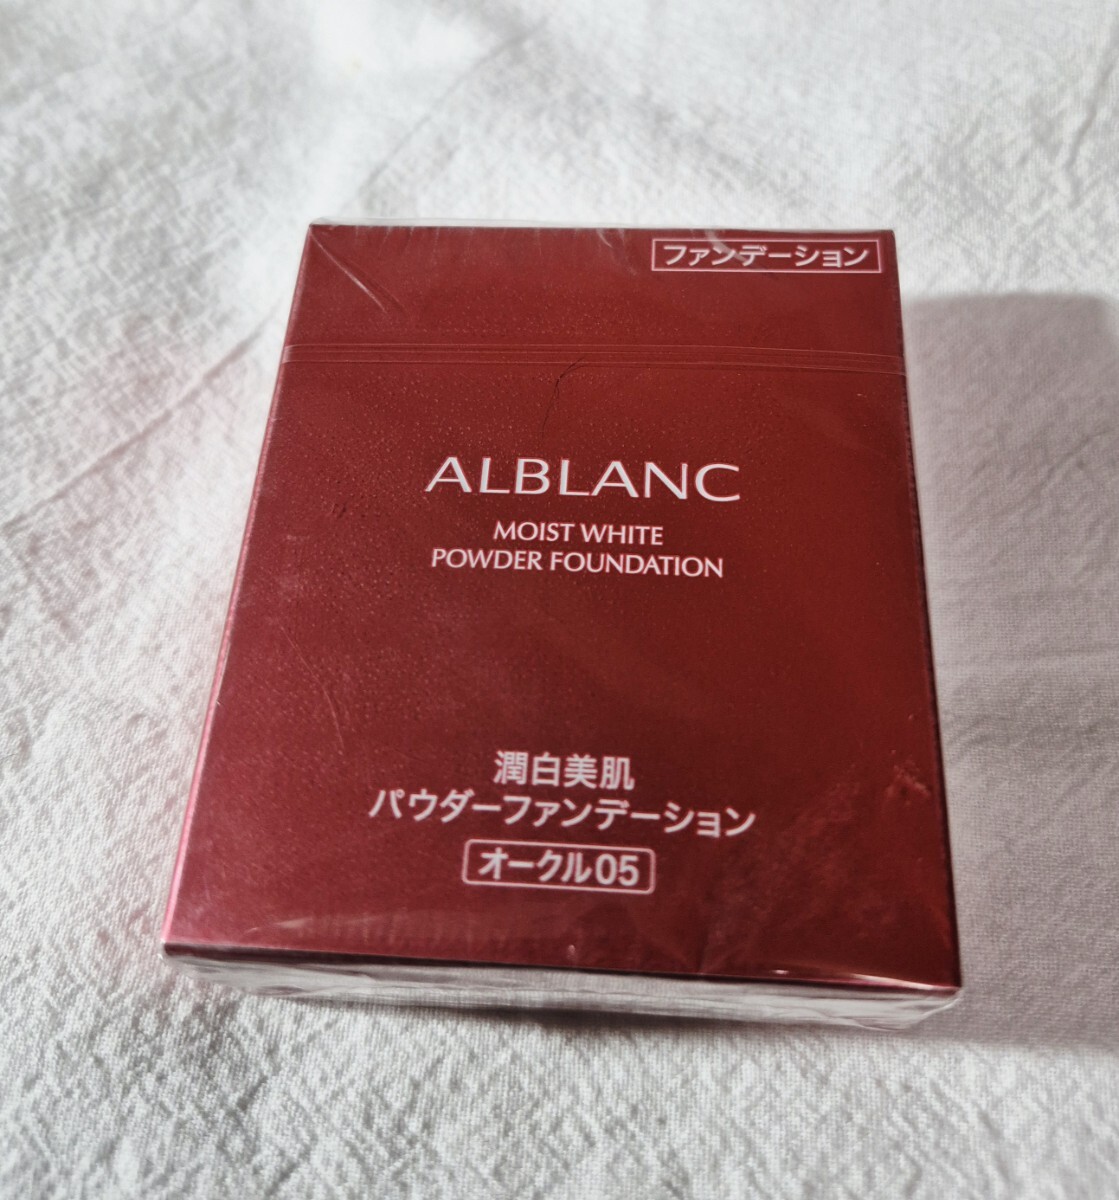 ファンデーション
ALBLANC
MOIST WHITE
POWDER FOUNDATION
潤白美肌
パウダーファンデーション
オークル05